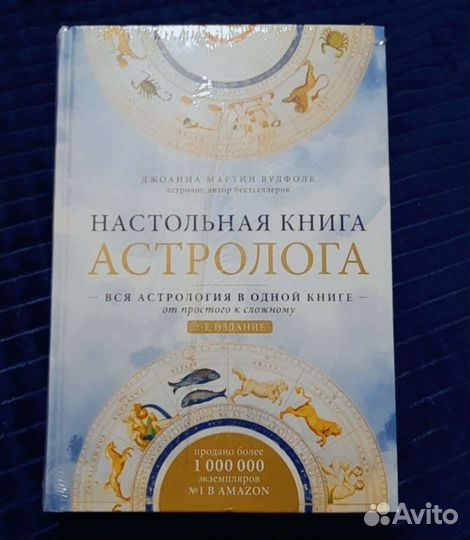 ДЖОАННА МАРТИН ВУЛФОЛК
астролог, автор бестселлеров
НАСТОЛЬНАЯ КНИГА
АСТРОЛОГА
ВСЯ АСТРОЛОГИЯ В ОДНОЙ КНИГЕ
от простого к сложному
2-Е ИЗДАНИЕ
продано более
1 000 000
экземпляров
№1 В AMAZON
Avito